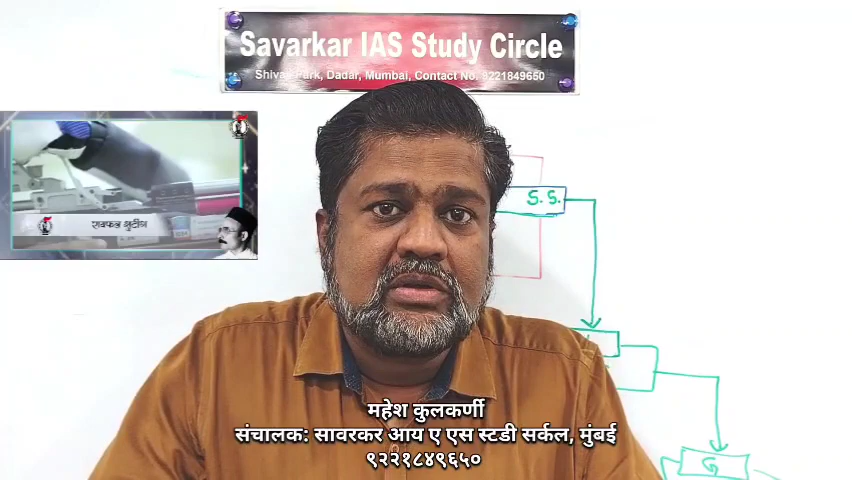 Savarkar IAS Study Circle
Shivaji Park, Dadar, Mumbai, Contact No. 9221849650
S. S.
G
महेश कुलकर्णी
संचालक: सावरकर आय ए एस स्टडी सर्कल, मुंबई
९२२१८४९६५०